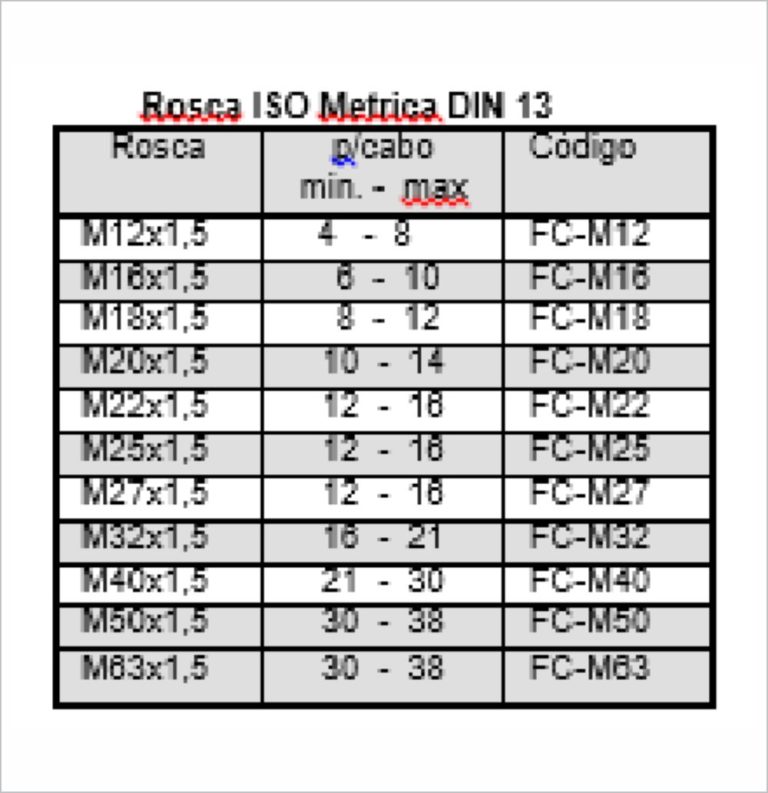 Rosca ISO Metrica DIN 13
Rosca p/cabo Código
min. - max
M12x1,5 4 - 8 FC-M12
M16x1,5 6 - 10 FC-M16
M18x1,5 8 - 12 FC-M18
M20x1,5 10 - 14 FC-M20
M22x1,5 12 - 16 FC-M22
M25x1,5 12 - 16 FC-M25
M27x1,5 12 - 16 FC-M27
M32x1,5 16 - 21 FC-M32
M40x1,5 21 - 30 FC-M40
M50x1,5 30 - 38 FC-M50
M63x1,5 30 - 38 FC-M63